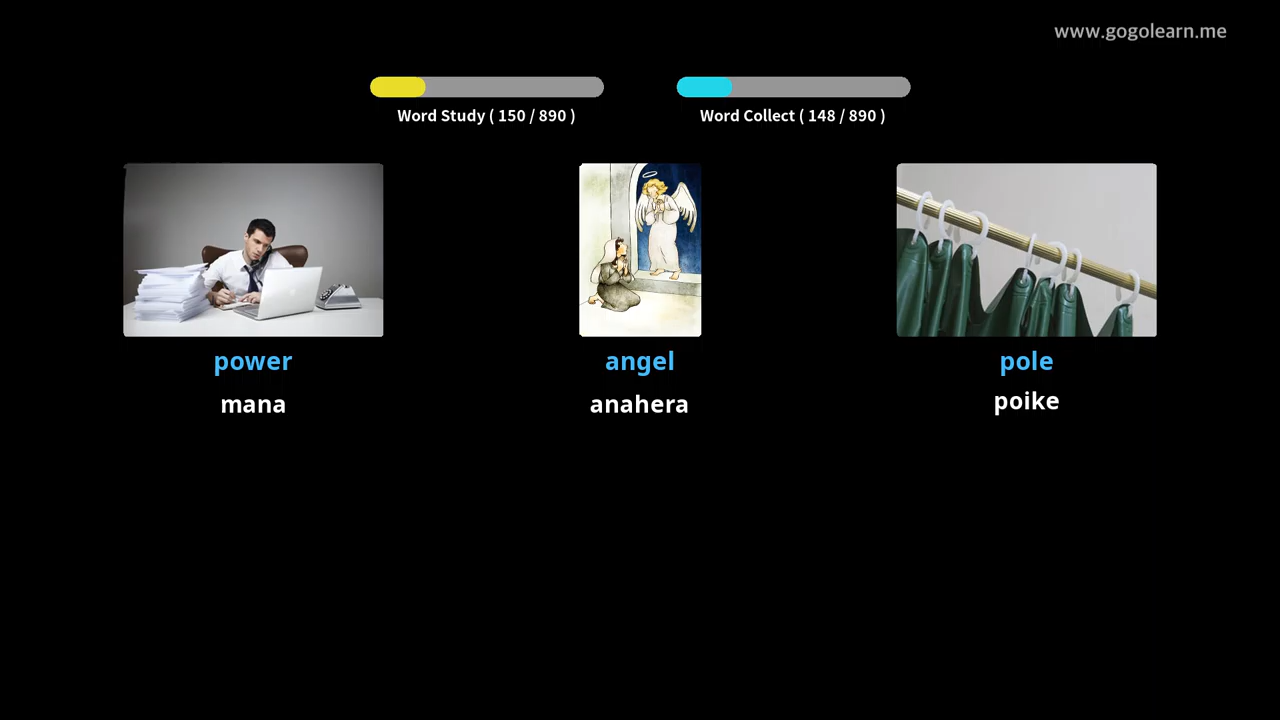 www.gogolearn.me
Word Study ( 150 / 890 )
Word Collect ( 148 / 890 )
power
angel
pole
mana
anahera
poike